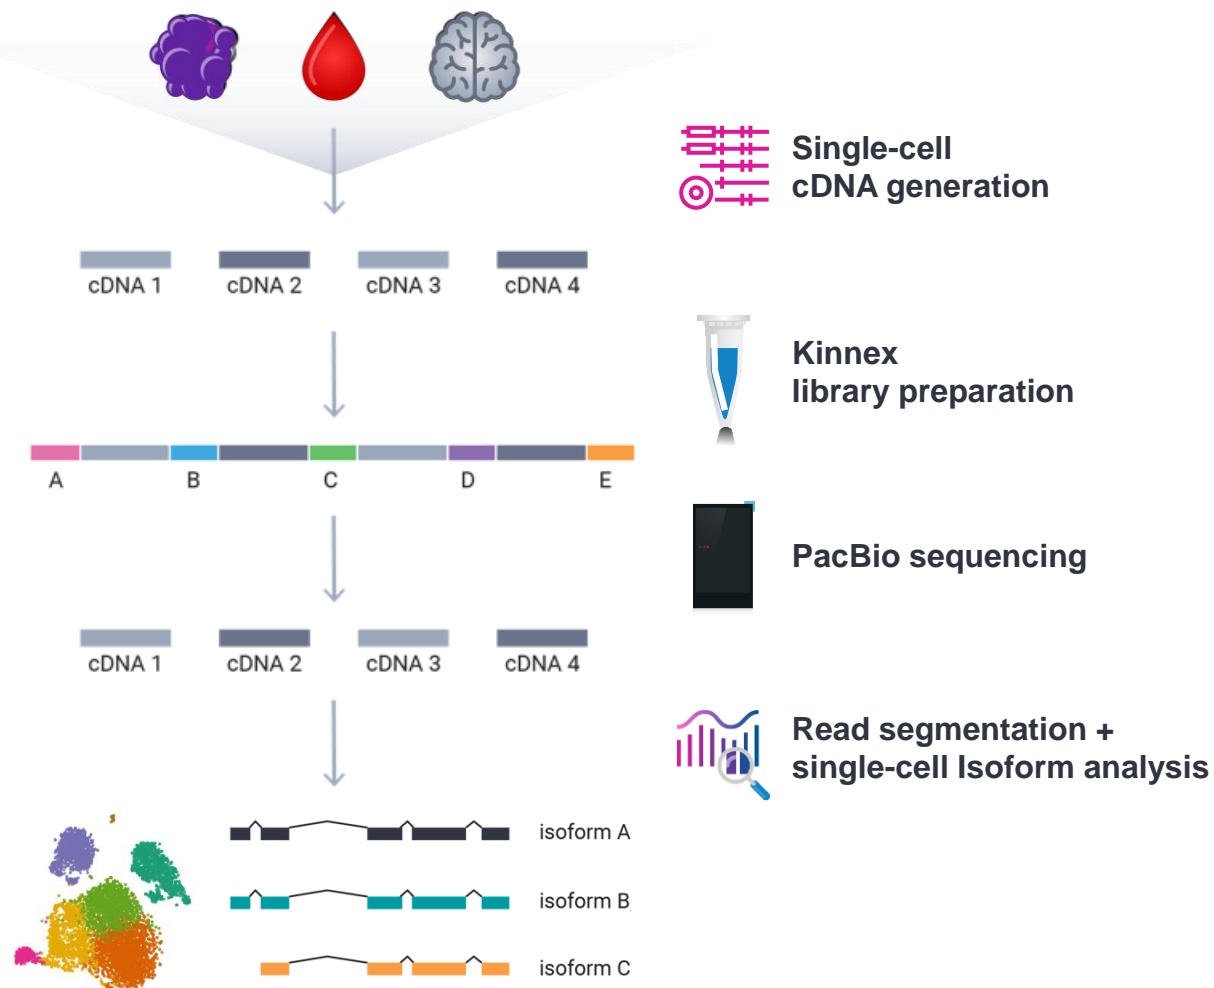 Single-cell
cDNA generation
cDNA 1 cDNA 2 cDNA 3 cDNA 4
Kinnex
library preparation
A B C D E
PacBio sequencing
cDNA 1 cDNA 2 cDNA 3 cDNA 4
Read segmentation +
single-cell Isoform analysis
isoform A
isoform B
isoform C